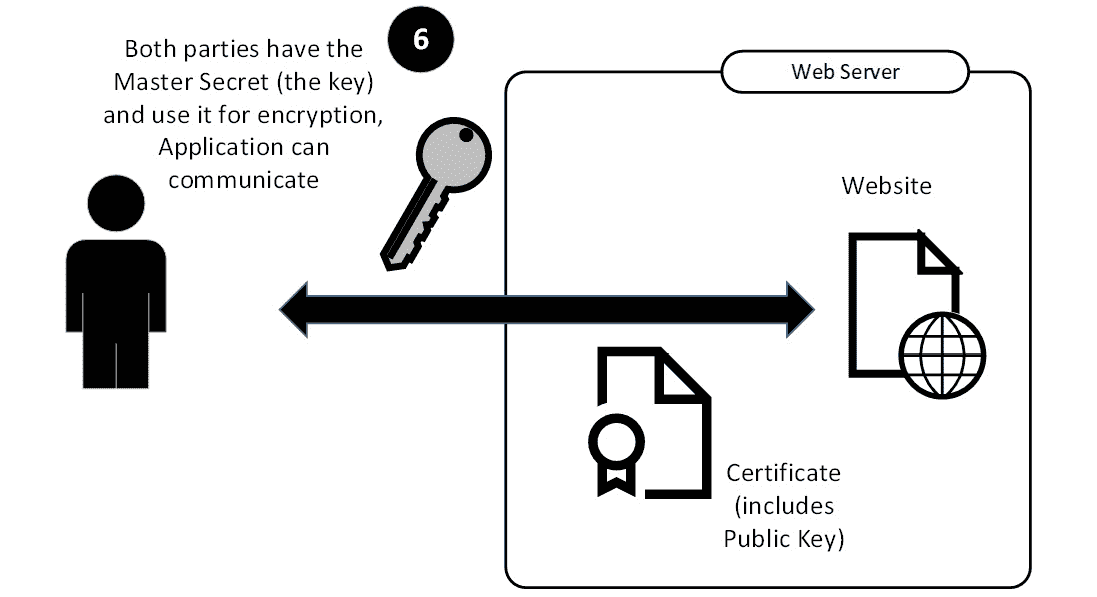 6
Both parties have the
Master Secret (the key)
and use it for encryption,
Application can
communicate
Web Server
Website
Certificate
(includes
Public Key)